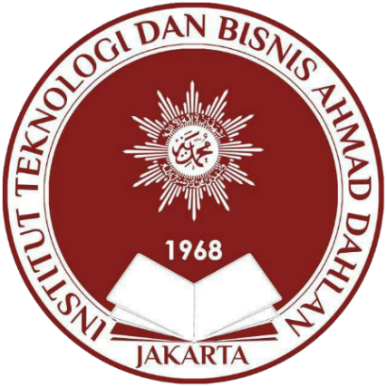 INSTITUT TEKNOLOGI DAN BISNIS AHMAD DAHLAN
1968
JAKARTA